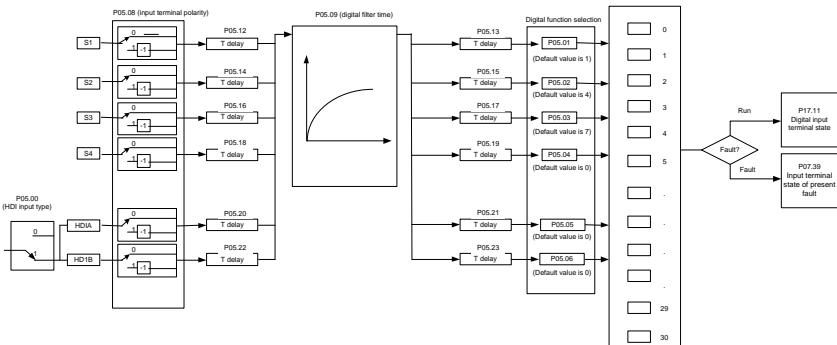 P05.08 (input terminal polarity)
P05.09 (digital filter time)
Digital function selection
S1
0
1
-1
P05.12
T delay
P05.13
T delay
P05.01
(Default value is 1)
S2
0
1
-1
P05.14
T delay
P05.15
T delay
P05.02
(Default value is 4)
S3
0
1
-1
P05.16
T delay
P05.17
T delay
P05.03
(Default value is 7)
S4
0
1
-1
P05.18
T delay
P05.19
T delay
P05.04
(Default value is 0)
P05.00
(HDI input type)
0
1
HDIA
0
1
-1
P05.20
T delay
P05.21
T delay
P05.05
(Default value is 0)
HD1B
0
1
-1
P05.22
T delay
P05.23
T delay
P05.06
(Default value is 0)
0
1
2
3
4
5
.
.
.
.
29
30
Fault?
Run
Fault
P17.11
Digital input
terminal state
P07.39
Input terminal
state of present
fault